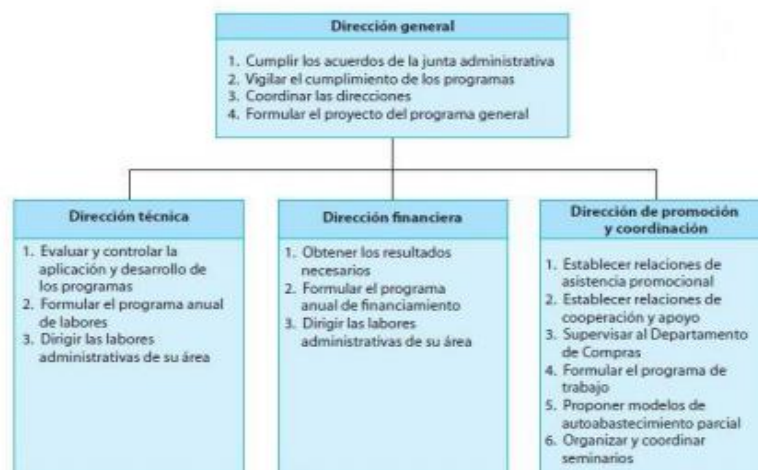 Dirección general
1. Cumplir los acuerdos de la junta administrativa
2. Vigilar el cumplimiento de los programas
3. Coordinar las direcciones
4. Formular el proyecto del programa general
Dirección técnica
1. Evaluar y controlar la
aplicación y desarrollo de
los programas
2. Formular el programa anual
de labores
3. Dirigir las labores
administrativas de su área
Dirección financiera
1. Obtener los resultados
necesarios
2. Formular el programa
anual de financiamiento
3. Dirigir las labores
administrativas de su área
Dirección de promoción
y coordinación
1. Establecer relaciones de
asistencia promocional
2. Establecer relaciones de
cooperación y apoyo
3. Supervisar al Departamento
de Compras
4. Formular el programa de
trabajo
5. Proponer modelos de
autoabastecimiento parcial
6. Organizar y coordinar
seminarios